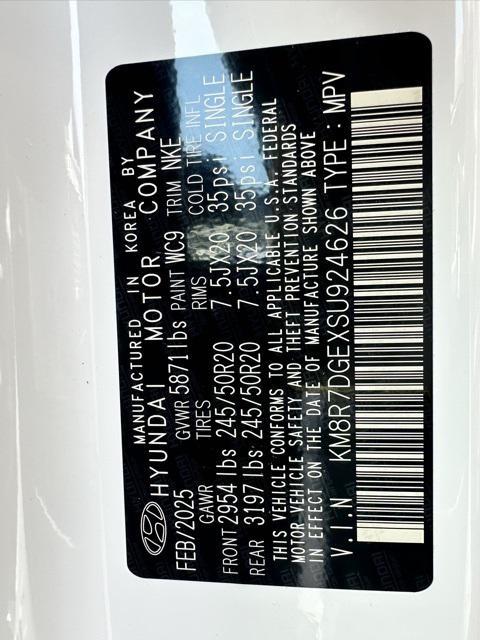 MANUFACTURED IN KOREA BY
HYUNDAI MOTOR COMPANY
FEB/2025 GVWR 5871 lbs PAINT WC9 TRIM NKE
GAWR TIRES RIMS COLD TIRE INFL
FRONT 2954 lbs 245/50R20 7.5JX20 35psi SINGLE
REAR 3197 lbs 245/50R20 7.5JX20 35psi SINGLE
THIS VEHICLE CONFORMS TO ALL APPLICABLE U.S.A. FEDERAL
MOTOR VEHICLE SAFETY AND THEFT PREVENTION STANDARDS
IN EFFECT ON THE DATE OF MANUFACTURE SHOWN ABOVE
V.I.N KM8R7DGEXSU924626 TYPE : MPV